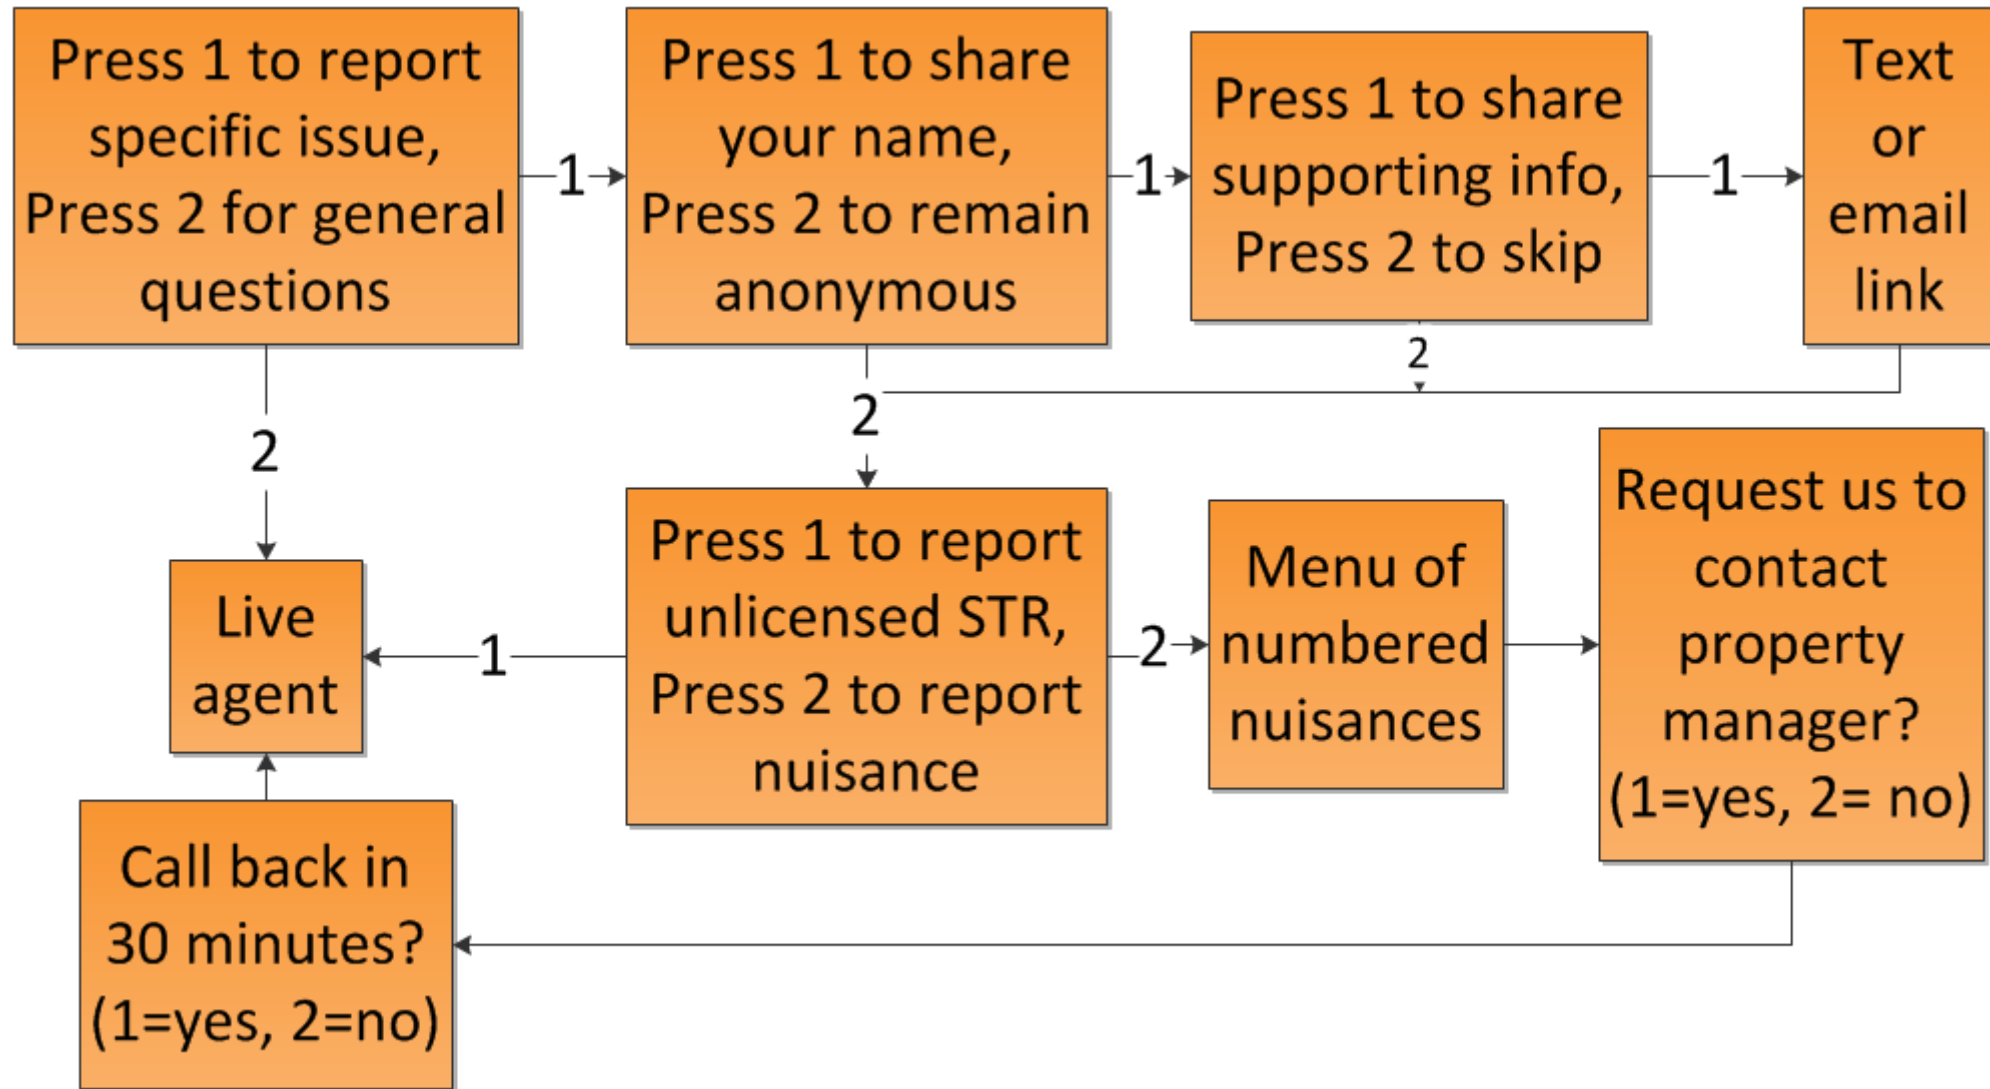 Press 1 to report
specific issue,
Press 2 for general
questions
1
Press 1 to share
your name,
Press 2 to remain
anonymous
1
Press 1 to share
supporting info,
Press 2 to skip
1
Text
or
email
link
2
2
2
Live
agent
1
Press 1 to report
unlicensed STR,
Press 2 to report
nuisance
2
Menu of
numbered
nuisances
Request us to
contact
property
manager?
(1=yes, 2= no)
Call back in
30 minutes?
(1=yes, 2=no)